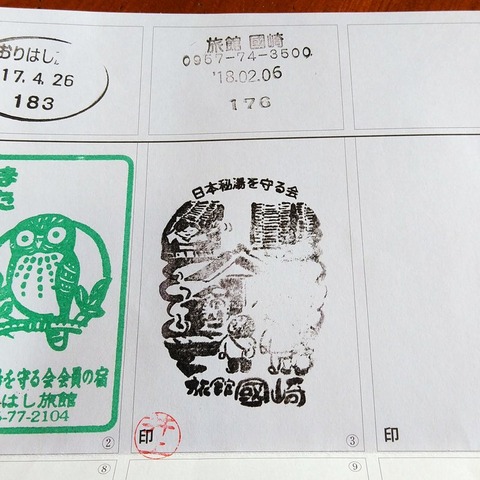 おりはし
17.4.26
183
旅館 國崎
0957-74-3500
'18.02.06
176
を守る会会員の宿
はし旅館
-77-2104
②
日本秘湯を守る会
旅館 國崎
印
③
印
⑧
⑨